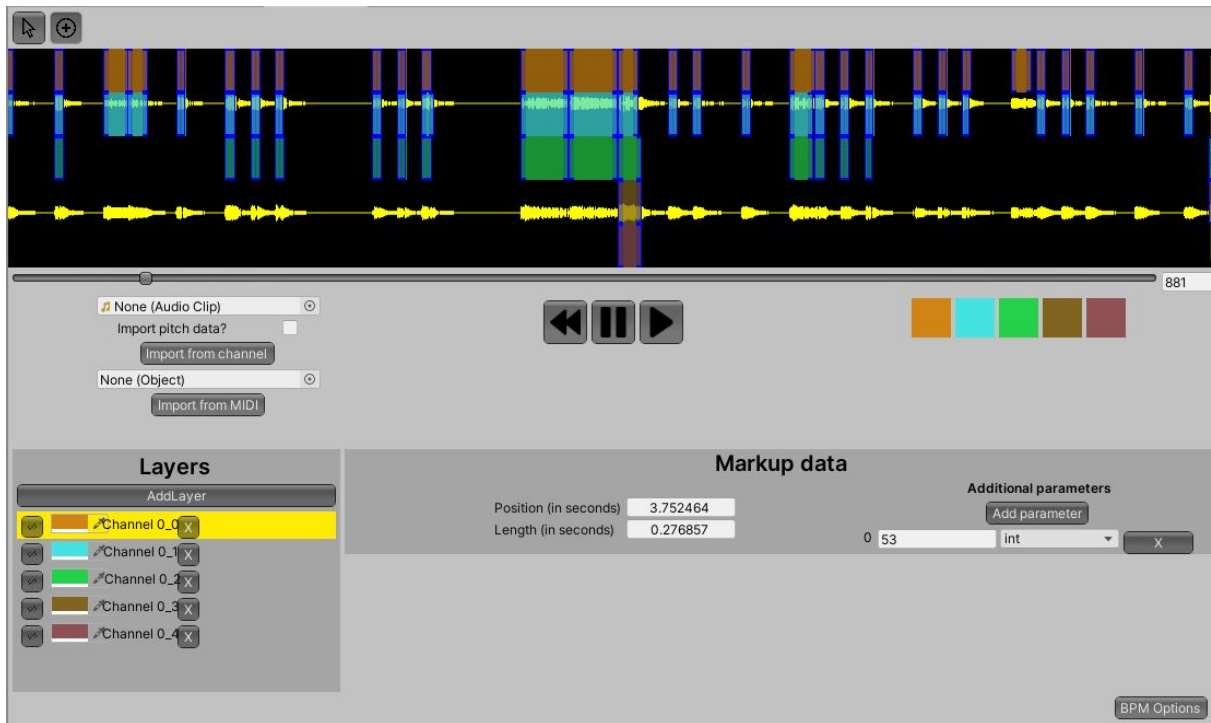 881
None (Audio Clip)
Import pitch data?
Import from channel
None (Object)
Import from MIDI
Layers
AddLayer
Channel 0_0 X
Channel 0_1 X
Channel 0_2 X
Channel 0_3 X
Channel 0_4 X
Markup data
Position (in seconds) 3.752464
Length (in seconds) 0.276857
Additional parameters
Add parameter
0 53 int X
BPM Options